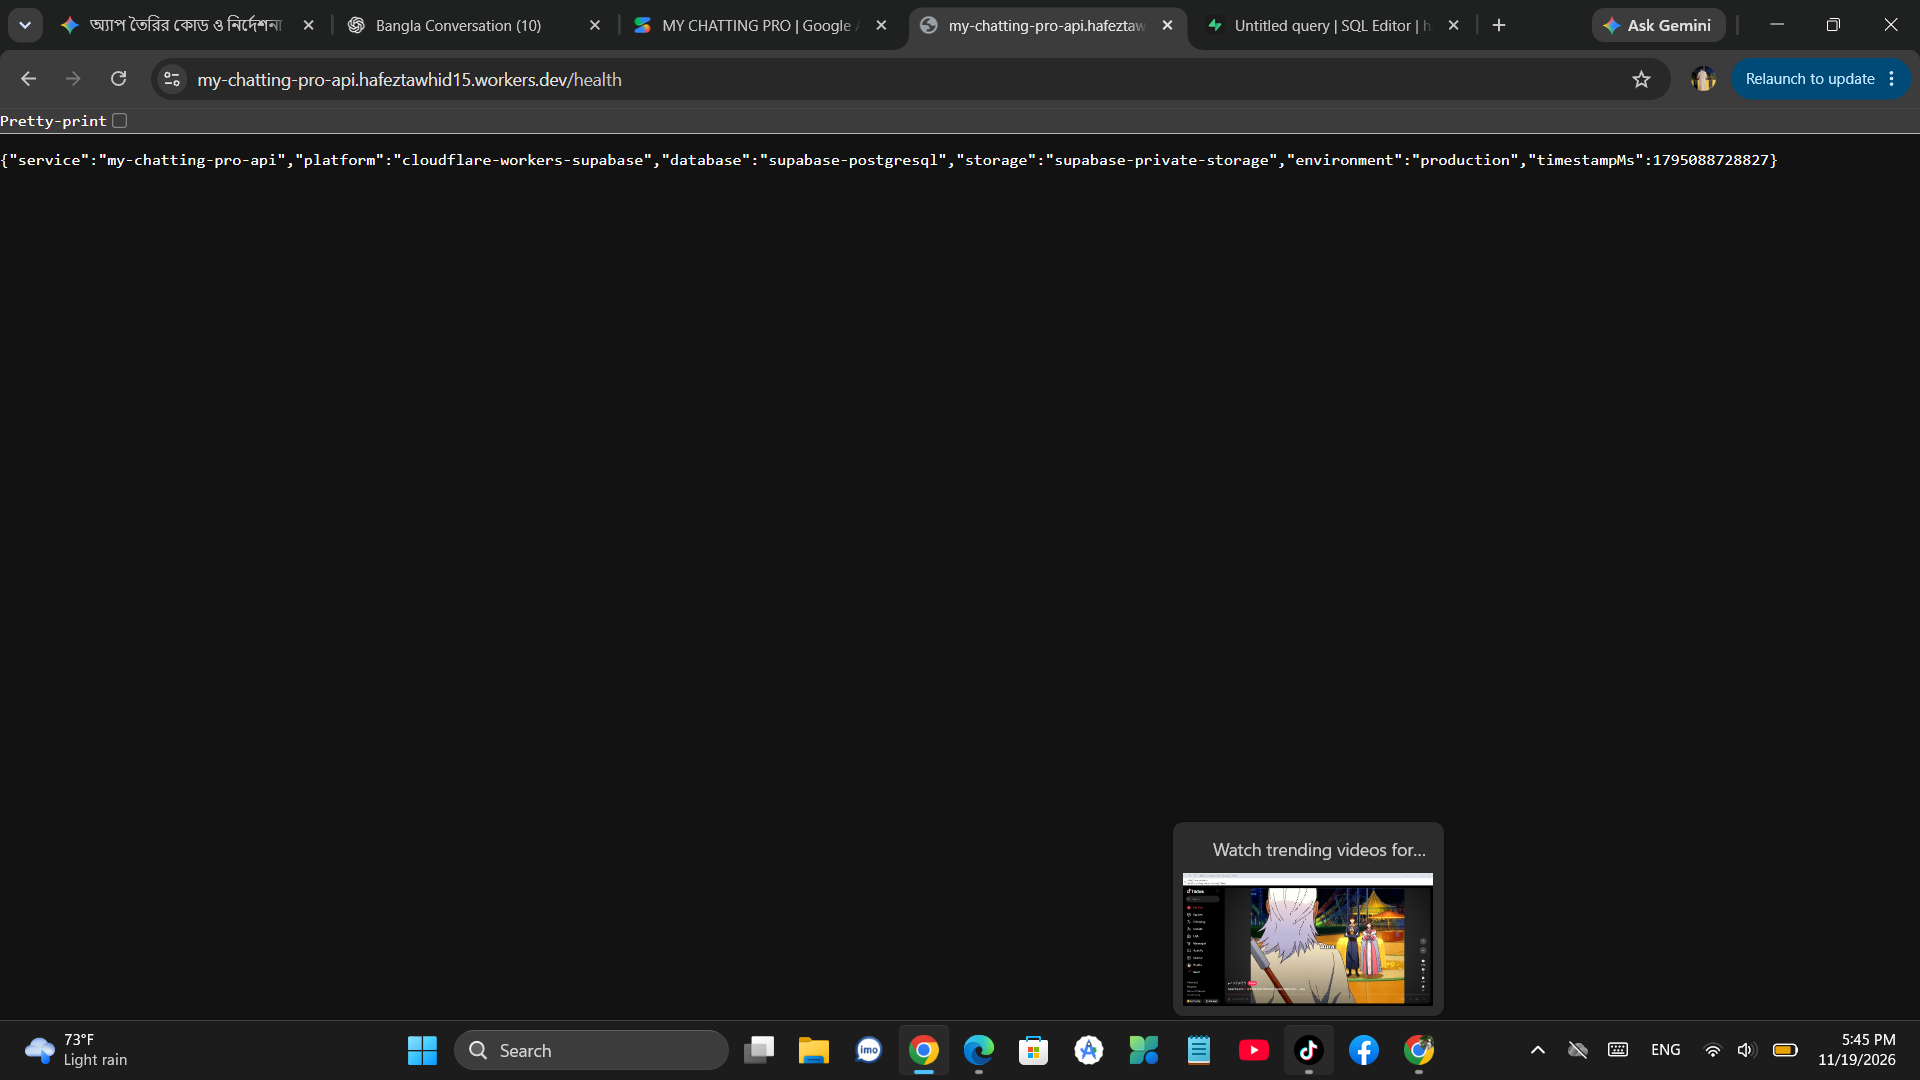 অ্যাপ তৈরির কোড ও নির্দেশনা
Bangla Conversation (10)
MY CHATTING PRO | Google
my-chatting-pro-api.hafeztaw
Untitled query | SQL Editor | h
Ask Gemini
my-chatting-pro-api.hafeztawhid15.workers.dev/health
Relaunch to update
Pretty-print
{"service":"my-chatting-pro-api","platform":"cloudflare-workers-supabase","database":"supabase-postgresql","storage":"supabase-private-storage","environment":"production","timestampMs":1795088728827}
Watch trending videos for...
TikTok
73°F
Light rain
Search
imo
ENG
5:45 PM
11/19/2026